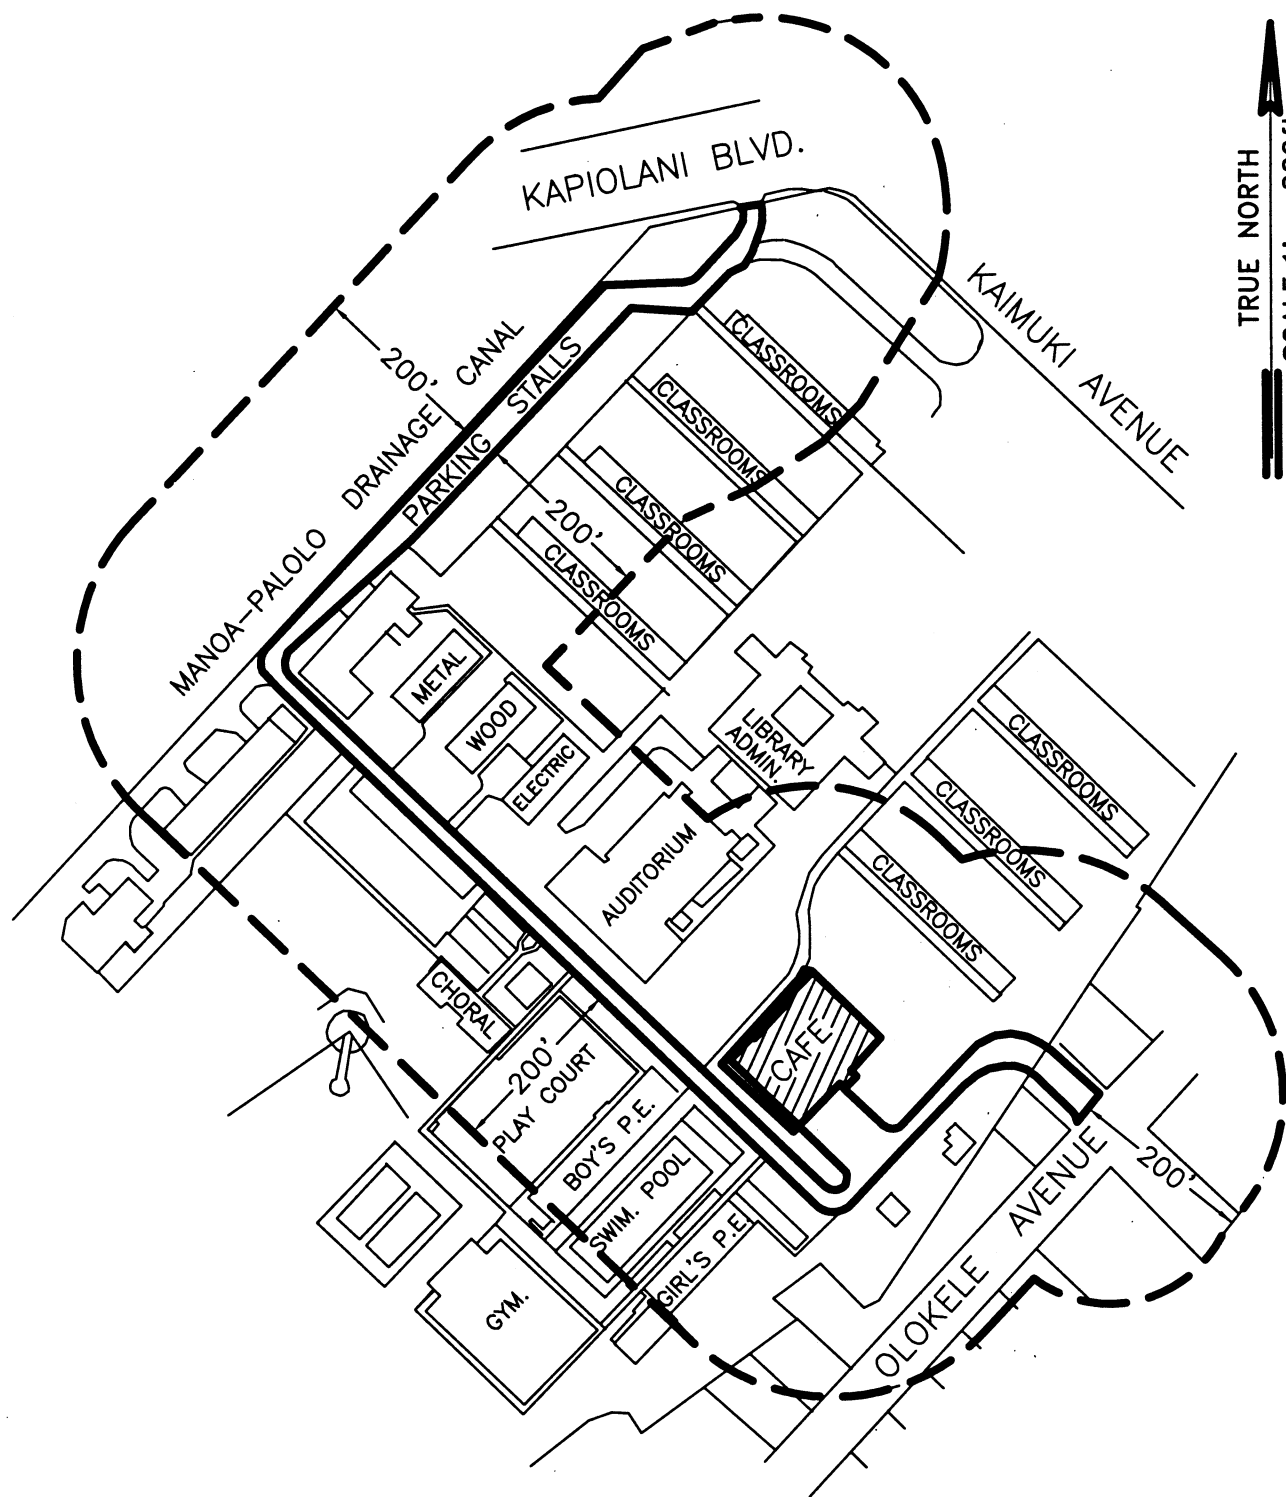 KAPIOLANI BLVD.
TRUE NORTH
KAIMUKI AVENUE
200'
MANOA-PALOLO DRAINAGE CANAL
PARKING STALLS
CLASSROOMS
CLASSROOMS
CLASSROOMS
CLASSROOMS
200'
METAL
WOOD
ELECTRIC
LIBRARY
ADMIN.
AUDITORIUM
CLASSROOMS
CLASSROOMS
CLASSROOMS
CHORAL
CAFE
200'
PLAY COURT
BOY'S P.E.
SWIM. POOL
GIRL'S P.E.
GYM.
200'
OLOKELE AVENUE